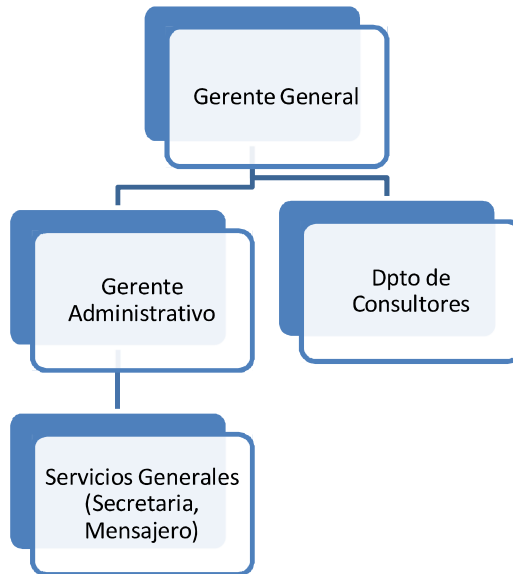 Gerente General
Gerente
Administrativo
Dpto de
Consultores
Servicios Generales
(Secretaria,
Mensajero)